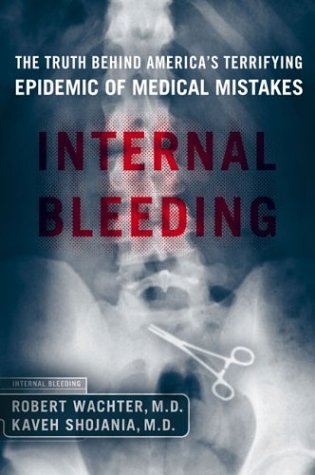 THE TRUTH BEHIND AMERICA'S TERRIFYING
EPIDEMIC OF MEDICAL MISTAKES
INTERNAL
BLEEDING
INTERNAL BLEEDING
ROBERT WACHTER, M.D.
KAVEH SHOJANIA, M.D.